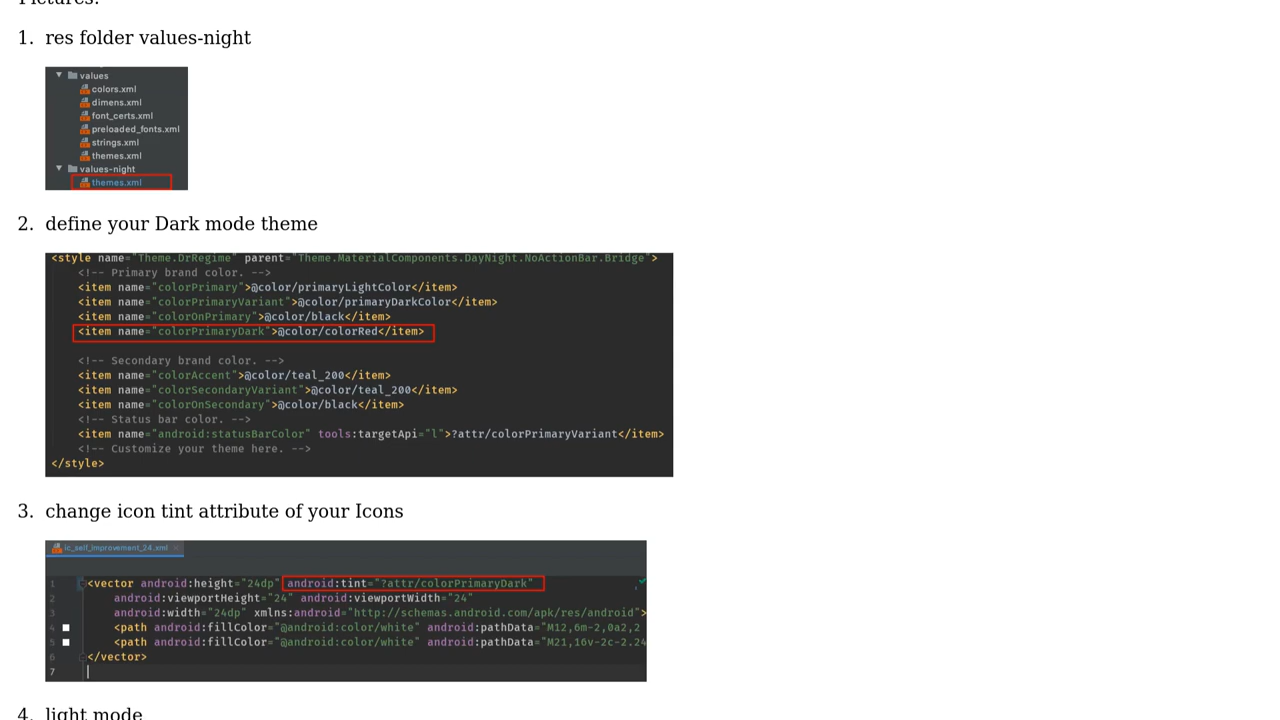 Pictures:
1. res folder values-night
values
colors.xml
dimens.xml
font_certs.xml
preloaded_fonts.xml
strings.xml
themes.xml
values-night
themes.xml
2. define your Dark mode theme
<style name="Theme.DrRegime" parent="Theme.MaterialComponents.DayNight.NoActionBar.Bridge">
<!-- Primary brand color. -->
<item name="colorPrimary">@color/primaryLightColor</item>
<item name="colorPrimaryVariant">@color/primaryDarkColor</item>
<item name="colorOnPrimary">@color/black</item>
<item name="colorPrimaryDark">@color/colorRed</item>
<!-- Secondary brand color. -->
<item name="colorAccent">@color/teal_200</item>
<item name="colorSecondaryVariant">@color/teal_200</item>
<item name="colorOnSecondary">@color/black</item>
<!-- Status bar color. -->
<item name="android:statusBarColor" tools:targetApi="l">?attr/colorPrimaryVariant</item>
<!-- Customize your theme here. -->
</style>
3. change icon tint attribute of your Icons
ic_self_improvement_24.xml ×
1 <vector android:height="24dp" android:tint="?attr/colorPrimaryDark"
2 android:viewportHeight="24" android:viewportWidth="24"
3 android:width="24dp" xmlns:android="http://schemas.android.com/apk/res/android">
4 <path android:fillColor="@android:color/white" android:pathData="M12,6m-2,0a2,2
5 <path android:fillColor="@android:color/white" android:pathData="M21,16v-2c-2.24
6 </vector>
7
4. light mode